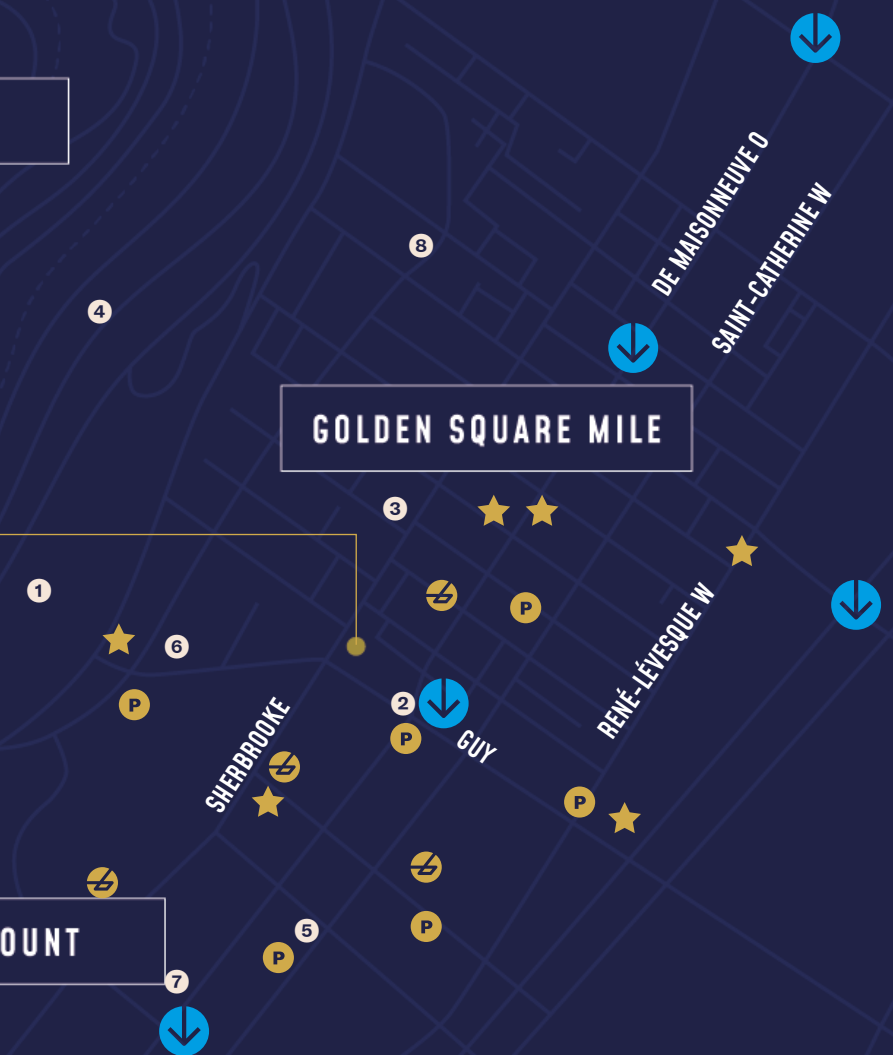 DE MAISONNEUVE O
SAINT-CATHERINE W
8
4
GOLDEN SQUARE MILE
3
1
P
6
RENÉ-LÉVESQUE W
P
2
SHERBROOKE
P
GUY
P
P
OUNT
5
P
7